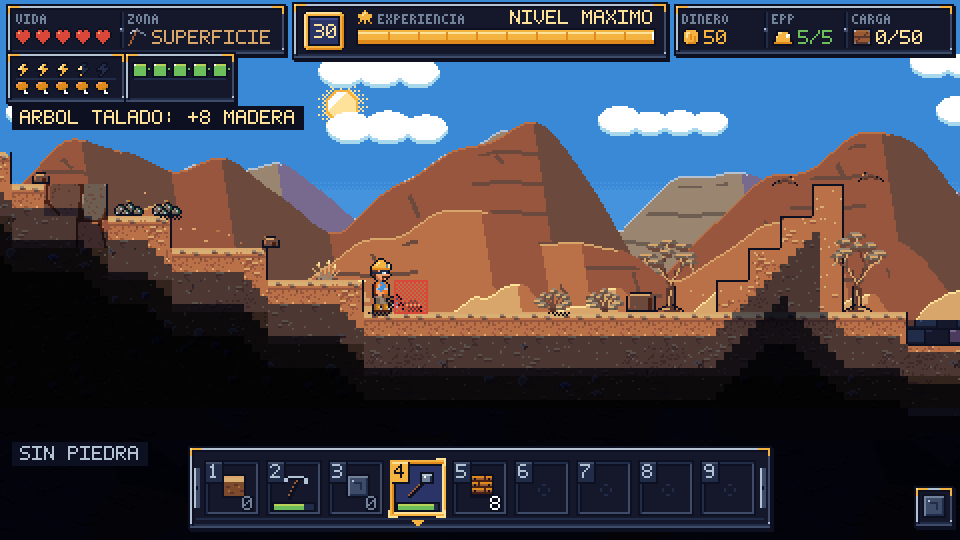 VIDA
ZONA
SUPERFICIE
30
EXPERIENCIA
NIVEL MAXIMO
DINERO
50
EPP
5/5
CARGA
0/50
ARBOL TALADO: +8 MADERA
SIN PIEDRA
1
0
2
3
0
4
5
8
6
7
8
9